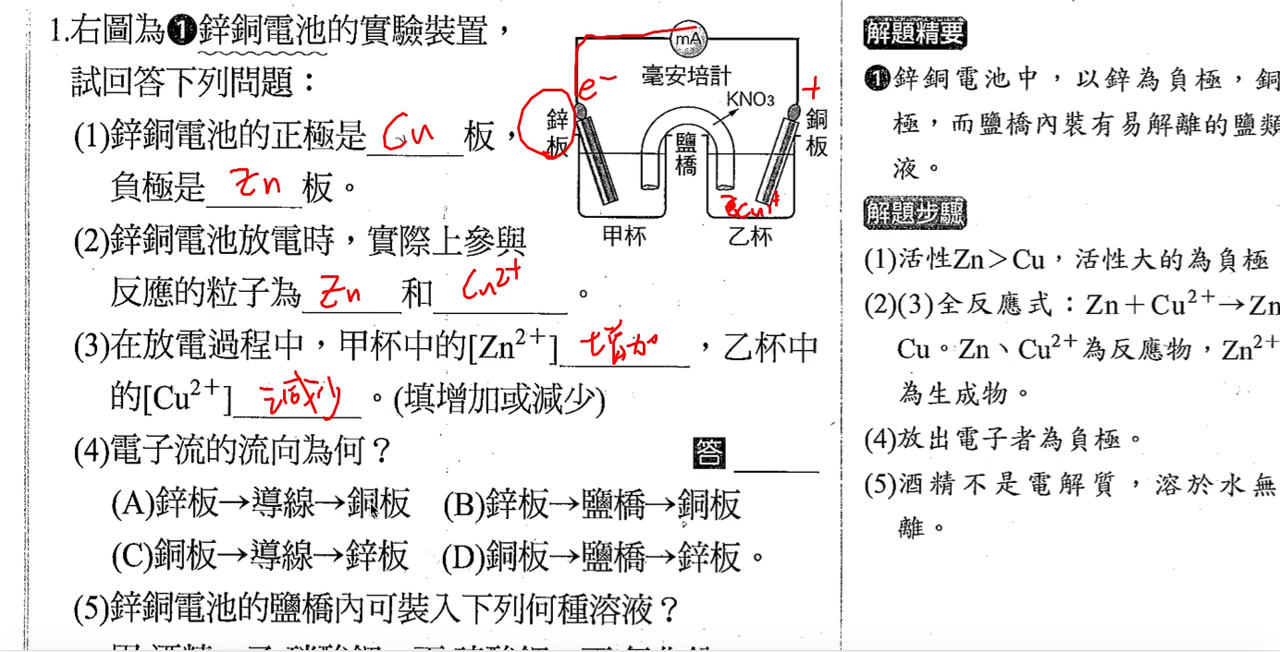 1.右圖為❶鋅銅電池的實驗裝置，
試回答下列問題：
(1)鋅銅電池的正極是 Cu 板，
負極是 Zn 板。
(2)鋅銅電池放電時，實際上參與
反應的粒子為 Zn 和 Cu²⁺ 。
(3)在放電過程中，甲杯中的[Zn²⁺] 增加 ，乙杯中
的[Cu²⁺] 減少 。(填增加或減少)
(4)電子流的流向為何？ 答
(A)鋅板→導線→銅板 (B)鋅板→鹽橋→銅板
(C)銅板→導線→鋅板 (D)銅板→鹽橋→鋅板。
(5)鋅銅電池的鹽橋內可裝入下列何種溶液？
mA
毫安培計
e⁻
+
KNO₃
鋅板
鹽橋
銅板
甲杯
乙杯
解題精要
❶鋅銅電池中，以鋅為負極，銅
極，而鹽橋內裝有易解離的鹽類
液。
解題步驟
(1)活性Zn＞Cu，活性大的為負極
(2)(3)全反應式：Zn＋Cu²⁺→Zn
Cu。Zn、Cu²⁺為反應物，Zn²⁺
為生成物。
(4)放出電子者為負極。
(5)酒精不是電解質，溶於水無
離。